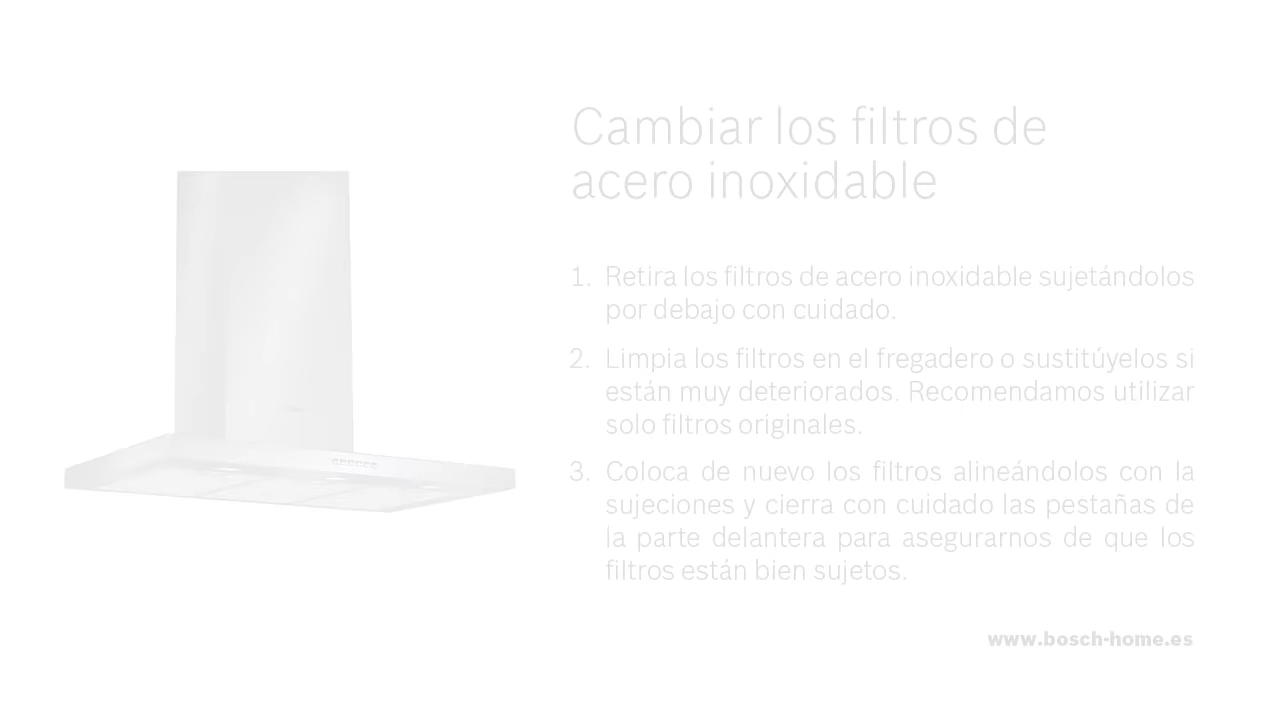 Cambiar los filtros de
acero inoxidable
1. Retira los filtros de acero inoxidable sujetándolos
por debajo con cuidado.
2. Limpia los filtros en el fregadero o sustitúyelos si
están muy deteriorados. Recomendamos utilizar
solo filtros originales.
3. Coloca de nuevo los filtros alineándolos con la
sujeciones y cierra con cuidado las pestañas de
la parte delantera para asegurarnos de que los
filtros están bien sujetos.
www.bosch-home.es